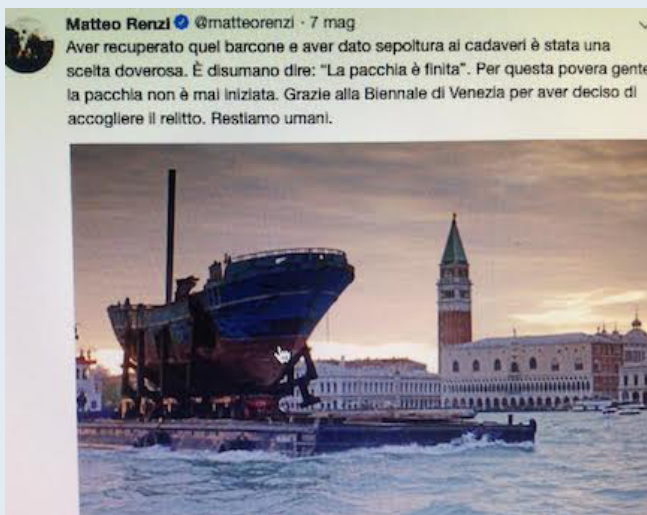 Matteo Renzi @matteorenzi · 7 mag
Aver recuperato quel barcone e aver dato sepoltura ai cadaveri è stata una
scelta doverosa. È disumano dire: “La pacchia è finita”. Per questa povera gente
la pacchia non è mai iniziata. Grazie alla Biennale di Venezia per aver deciso di
accogliere il relitto. Restiamo umani.